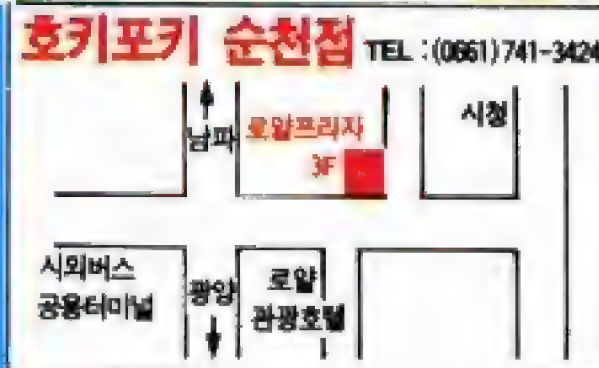 호키포키 순천점 TEL : (0661)741-3424
남파
로얄프라자
3F
시청
시외버스
공용터미널
광양
로얄
관광호텔